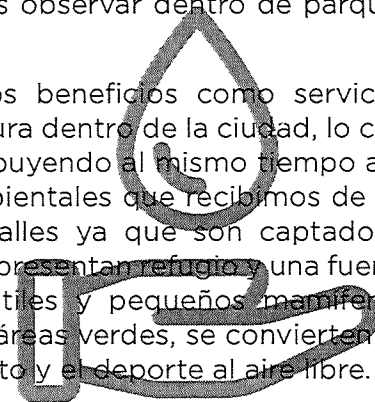 s observar dentro de parqu
os beneficios como servic
ura dentro de la ciudad, lo c
buyendo al mismo tiempo a
bientales que recibimos de
alles ya que son captado
presentan refugio y una fuer
tiles y pequeños mamífer
áreas verdes, se convierten
to y el deporte al aire libre.